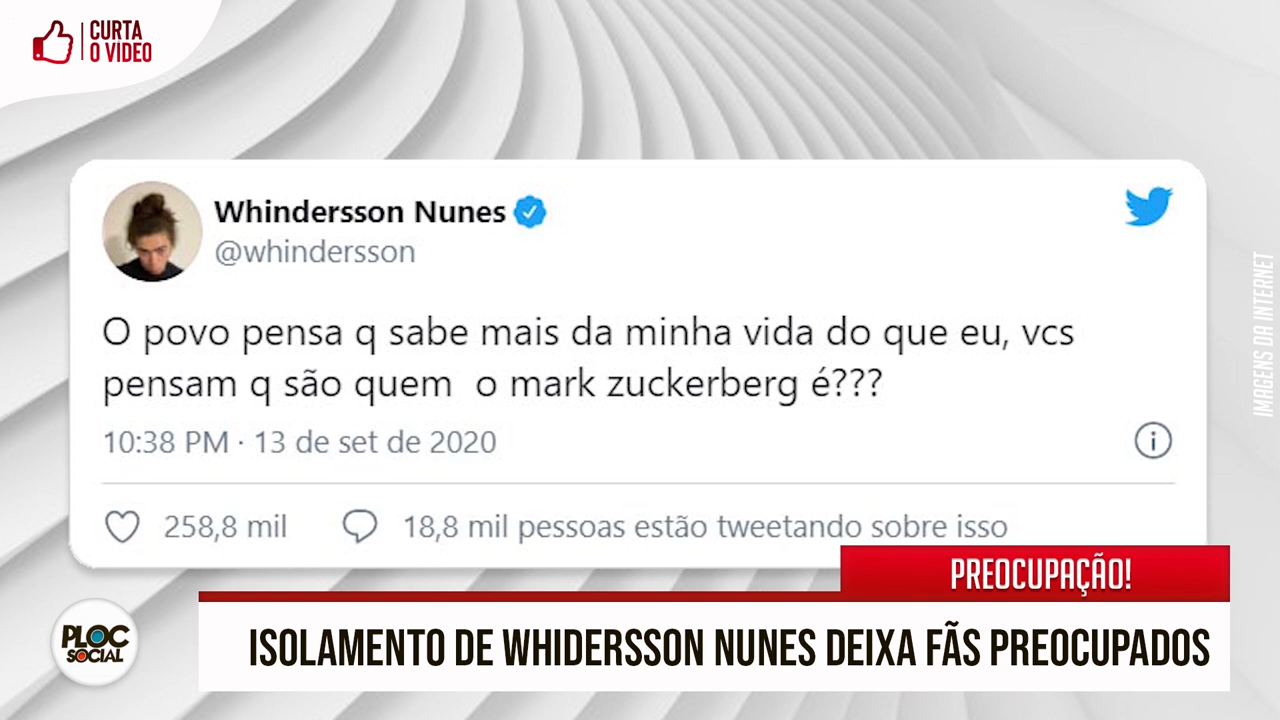 CURTA
O VIDEO
Whindersson Nunes
@whindersson
O povo pensa q sabe mais da minha vida do que eu, vcs
pensam q são quem  o mark zuckerberg é???
10:38 PM · 13 de set de 2020
258,8 mil
18,8 mil pessoas estão tweetando sobre isso
IMAGENS DA INTERNET
PREOCUPAÇÃO!
PLOC
SOCIAL
ISOLAMENTO DE WHIDERSSON NUNES DEIXA FÃS PREOCUPADOS